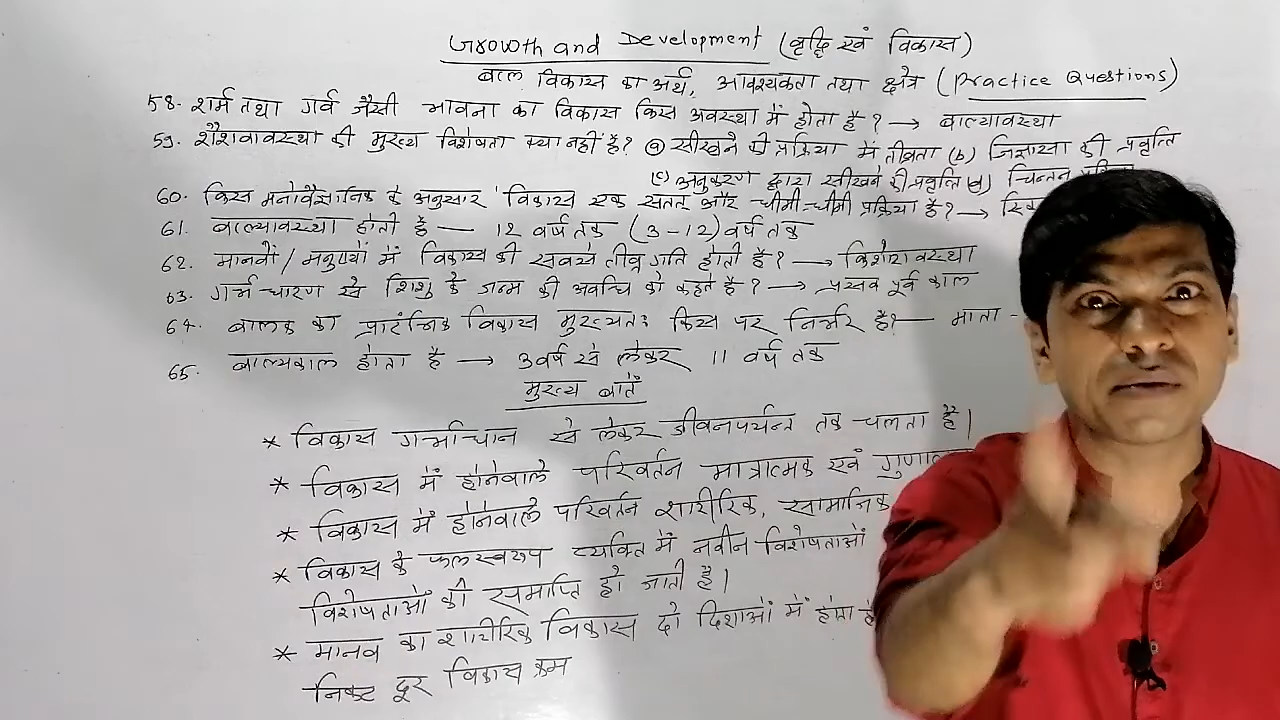 Growth and Development (वृद्धि एवं विकास)
बाल विकास का अर्थ, आवश्यकता तथा क्षेत्र (Practice Questions)
58. शर्म तथा गर्व जैसी भावना का विकास किस अवस्था में होता है? → बाल्यावस्था
59. शैशवावस्था की मुख्य विशेषता क्या नहीं है? (a) सीखने की प्रक्रिया में तीव्रता (b) जिज्ञासा की प्रवृत्ति
(c) अनुकरण द्वारा सीखने की प्रवृत्ति (d) चिन्तन
60. किस मनोवैज्ञानिक के अनुसार 'विकास एक सतत् और धीमी-धीमी प्रक्रिया है? →
61. बाल्यावस्था होती है — 12 वर्ष तक (3-12) वर्ष तक
62. मानवों/मनुष्यों में विकास की सबसे तीव्र गति होती है? → किशोरावस्था
63. गर्भधारण से शिशु के जन्म की अवधि को कहते है? → प्रसव पूर्व काल
64. बालक का प्रारंभिक विकास मुख्यतः किस पर निर्भर है? — माता -
65. बाल्यकाल होता है → 3 वर्ष से लेकर 11 वर्ष तक
मुख्य बातें
* विकास गर्भाधान से लेकर जीवनपर्यन्त तक चलता है।
* विकास में होनेवाले परिवर्तन मात्रात्मक एवं
* विकास में होनेवाले परिवर्तन शारीरिक, सामाजिक
* विकास के फलस्वरूप व्यक्ति में नवीन विशेषताओं
विशेषताओं की समाप्ति हो जाती है।
* मानव का शारीरिक विकास दो दिशाओं में होता है
निकट दूर विकास क्रम